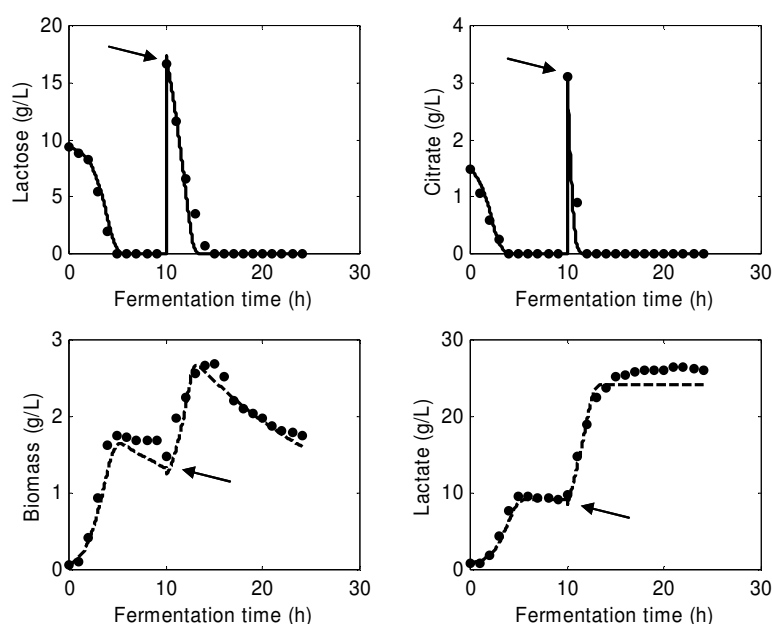 20
15
10
5
0
Lactose (g/L)
0 10 20 30
Fermentation time (h)
4
3
2
1
0
Citrate (g/L)
0 10 20 30
Fermentation time (h)
3
2
1
0
Biomass (g/L)
0 10 20 30
Fermentation time (h)
30
20
10
0
Lactate (g/L)
0 10 20 30
Fermentation time (h)